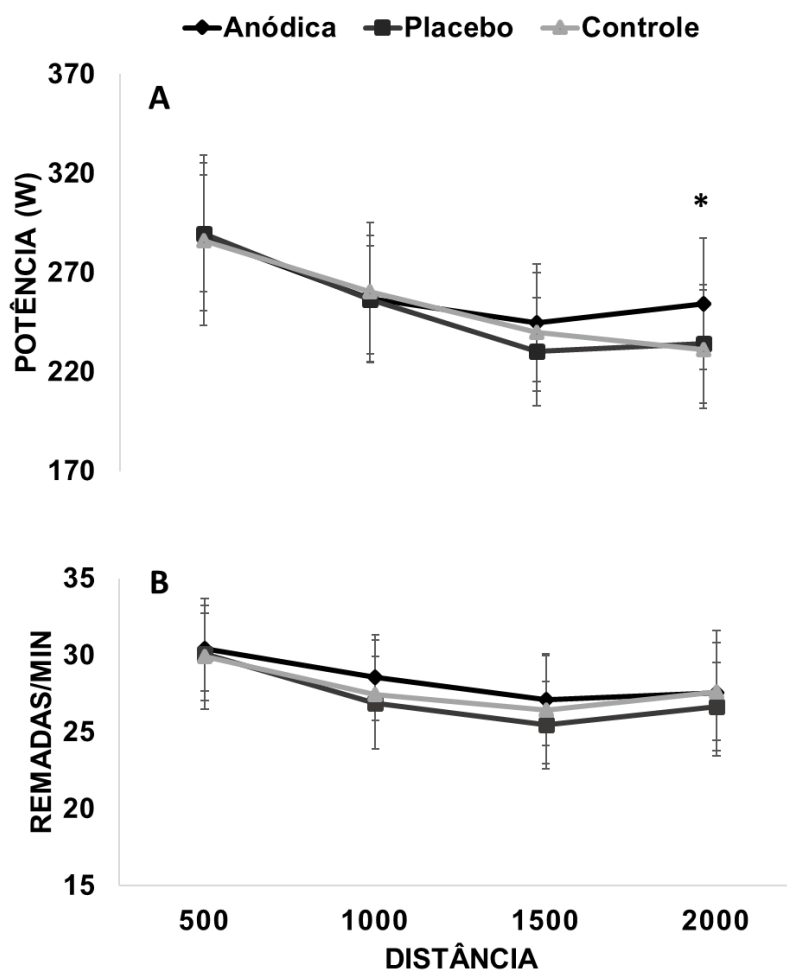 Anódica Placebo Controle
A
POTÊNCIA (W)
370
320
270
220
170
*
B
REMADAS/MIN
35
30
25
20
15
500 1000 1500 2000
DISTÂNCIA